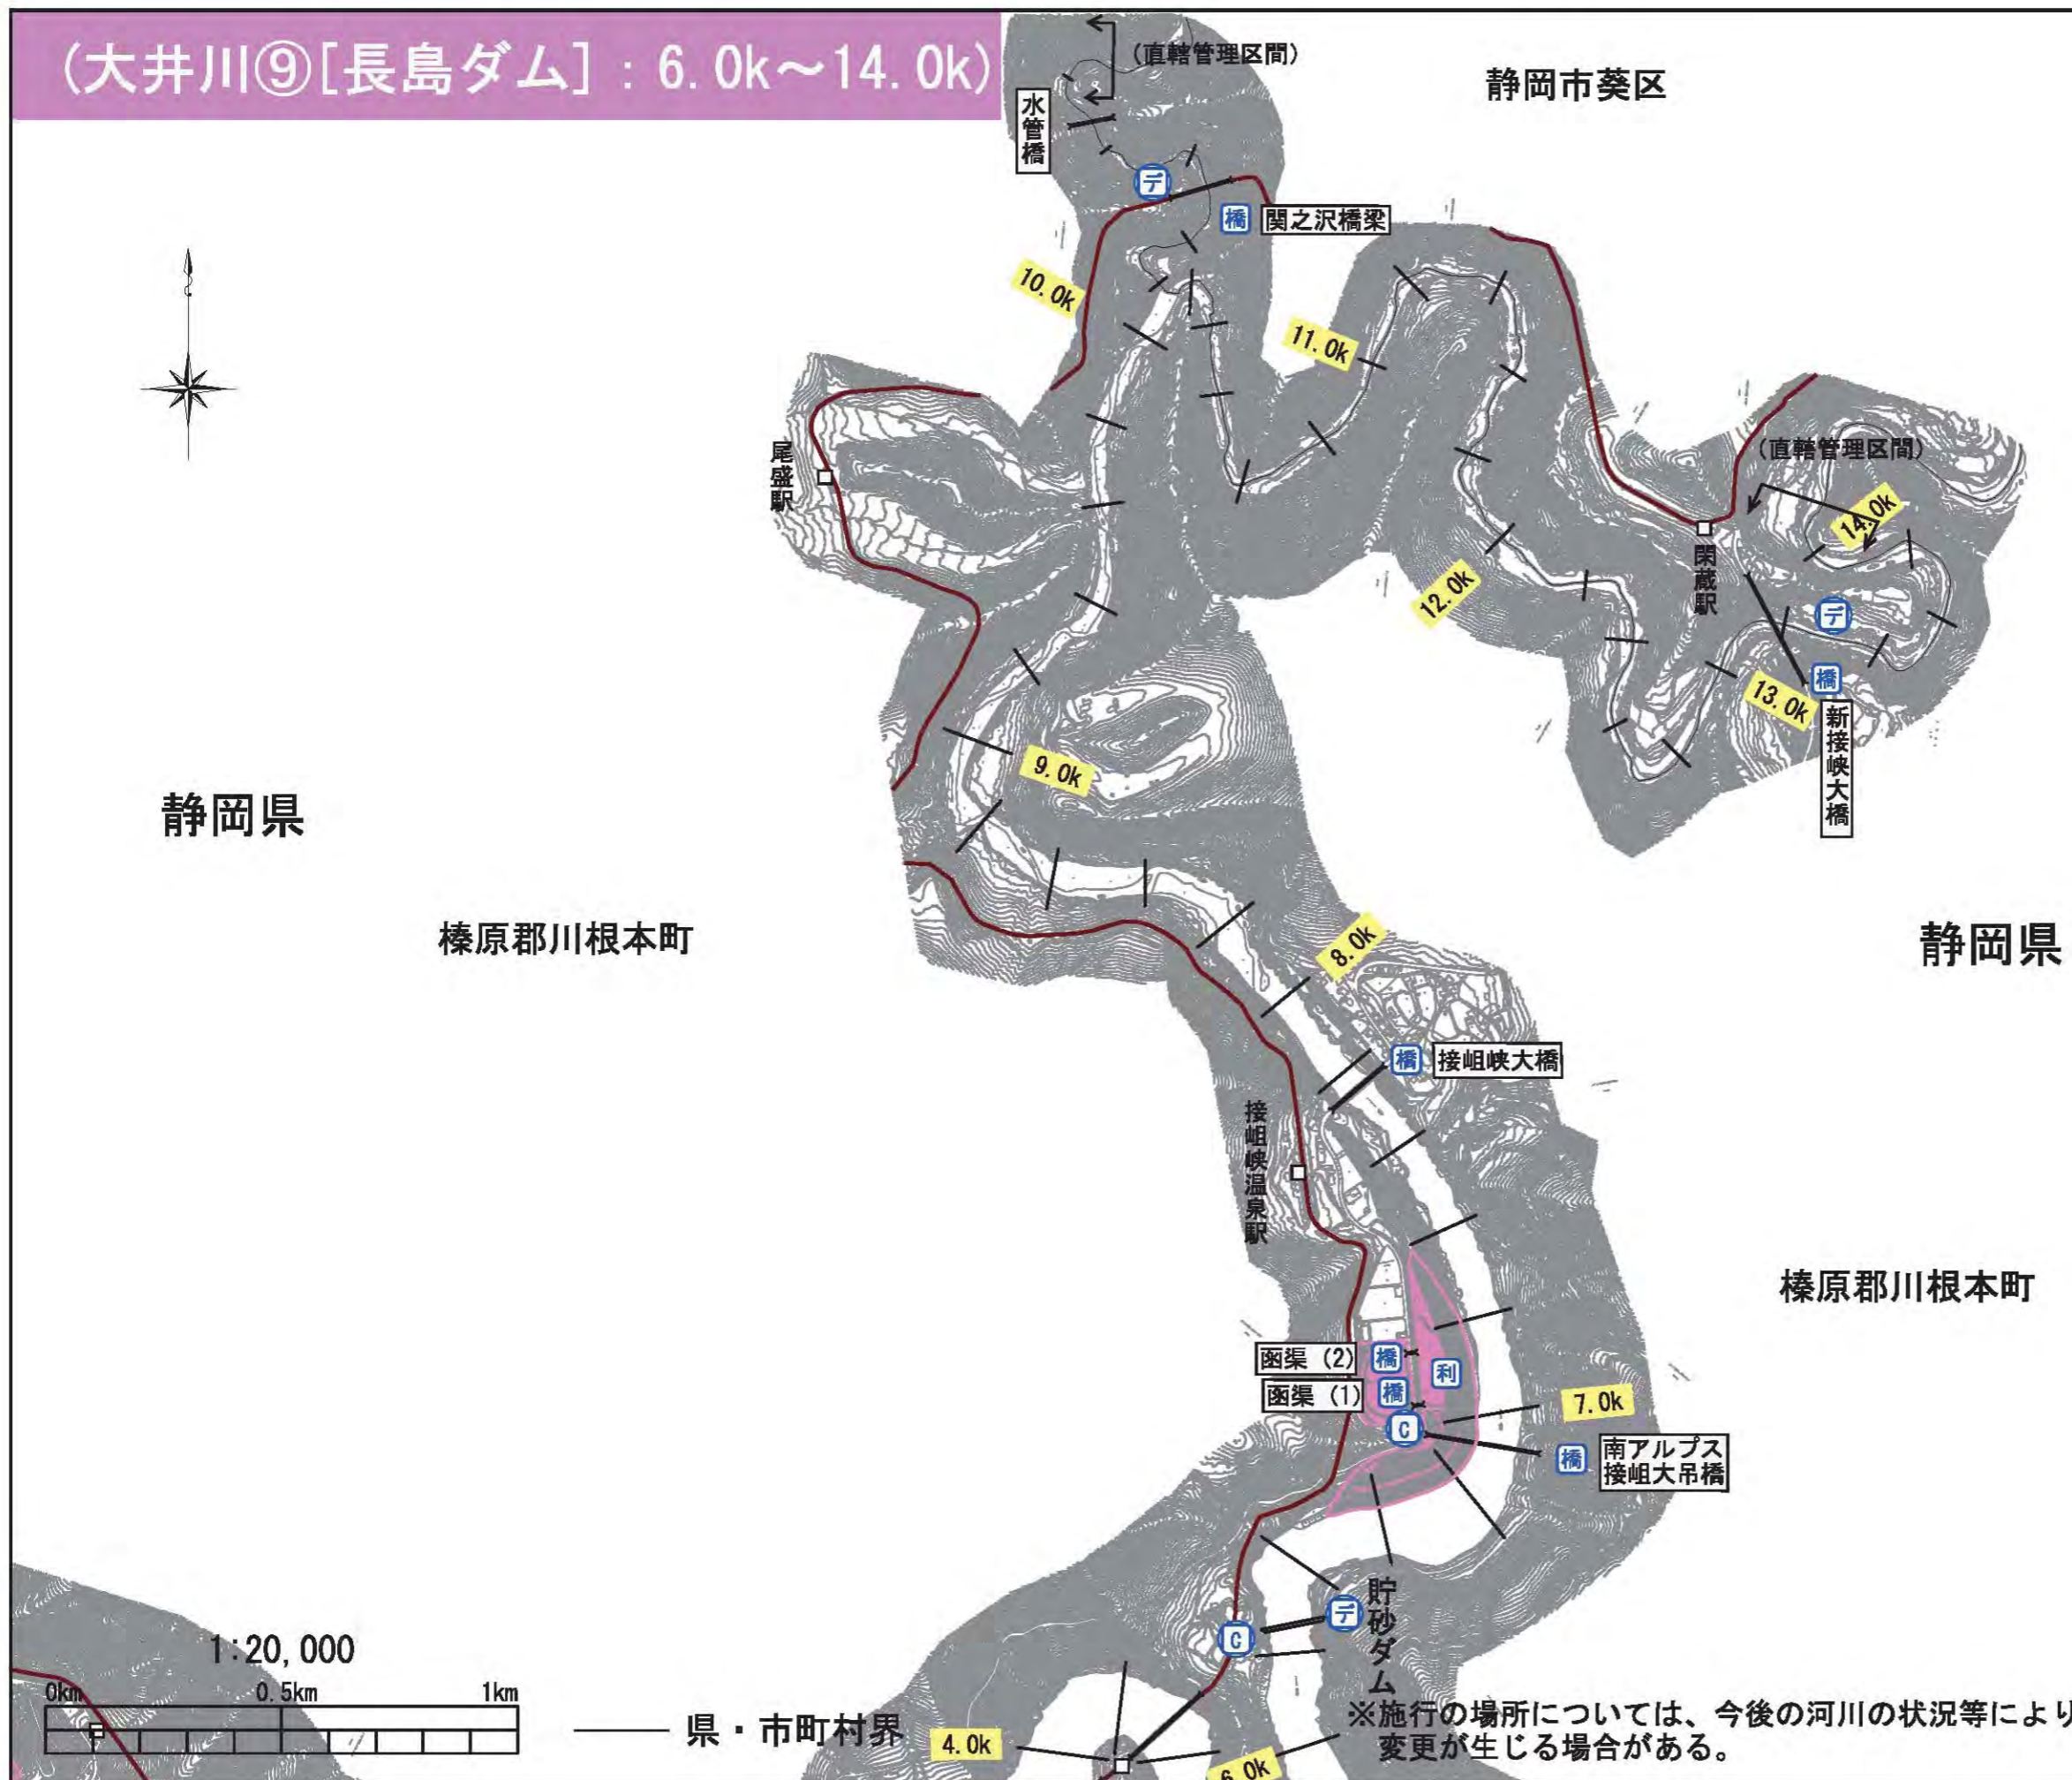 (大井川⑨[長島ダム]:6.0k～14.0k)
(直轄管理区間)
静岡市葵区
水管橋
デ
橋
関之沢橋梁
10.0k
11.0k
尾盛駅
(直轄管理区間)
14.0k
閑蔵駅
12.0k
デ
橋
13.0k
新接岨峡大橋
9.0k
静岡県
榛原郡川根本町
8.0k
静岡県
橋
接岨峡大橋
接岨峡温泉駅
榛原郡川根本町
函渠 (2)
橋
利
函渠 (1)
橋
7.0k
C
橋
南アルプス
接岨大吊橋
貯砂ダム
デ
C
1:20,000
0km 0.5km 1km
県・市町村界
4.0k
6.0k
※施行の場所については、今後の河川の状況等により
変更が生じる場合がある。